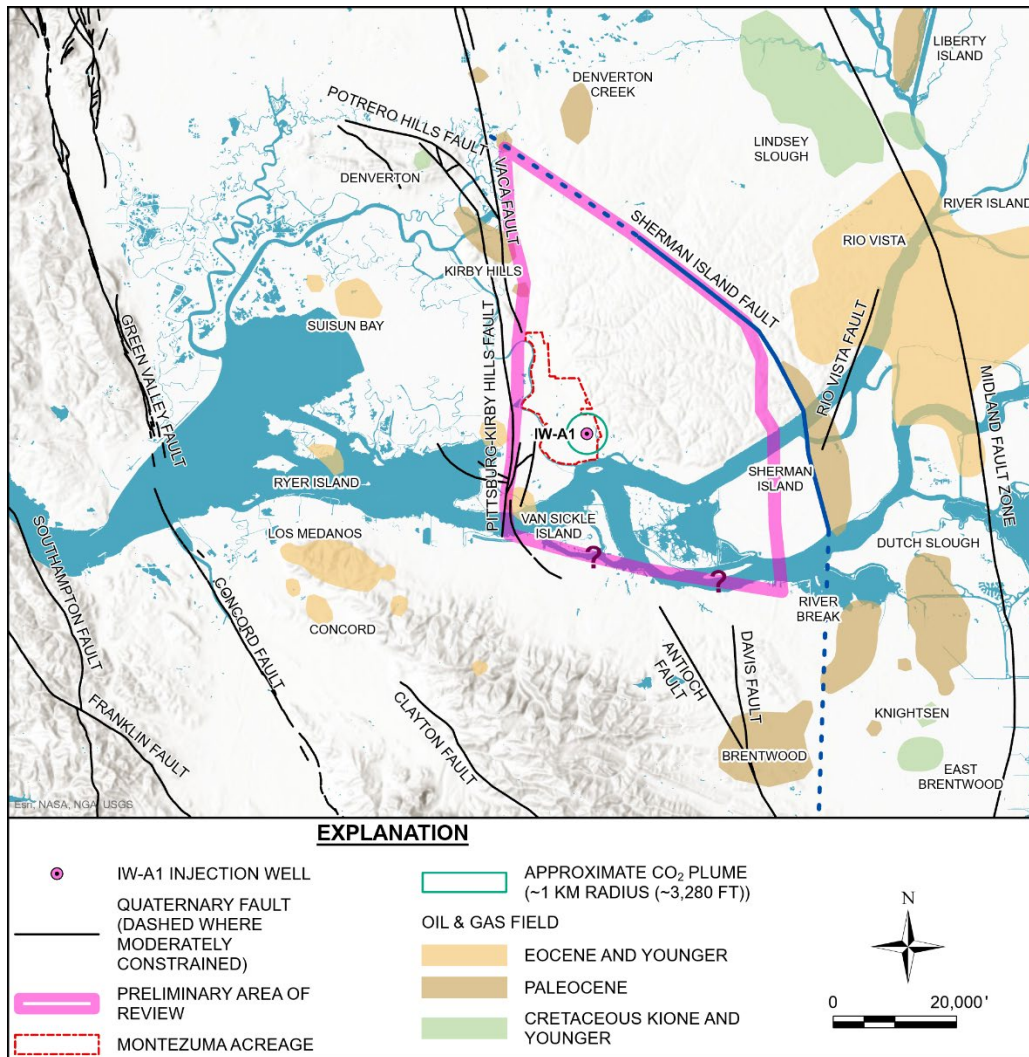 LIBERTY
ISLAND
DENVERTON
CREEK
POTRERO HILLS FAULT
LINDSEY
SLOUGH
DENVERTON
VACA FAULT
RIVER ISLAND
SHERMAN ISLAND FAULT
RIO VISTA
KIRBY HILLS
GREEN VALLEY FAULT
SUISUN BAY
PITTSBURG-KIRBY HILLS FAULT
RIO VISTA FAULT
MIDLAND FAULT ZONE
IW-A1
RYER ISLAND
SHERMAN
ISLAND
SOUTHAMPTON FAULT
LOS MEDANOS
VAN SICKLE
ISLAND
DUTCH SLOUGH
?
?
RIVER
BREAK
CONCORD FAULT
CONCORD
ANTIOCH
FAULT
DAVIS FAULT
FRANKLIN FAULT
CLAYTON FAULT
KNIGHTSEN
BRENTWOOD
EAST
BRENTWOOD
Esri, NASA, NGA, USGS
EXPLANATION
IW-A1 INJECTION WELL
QUATERNARY FAULT
(DASHED WHERE
MODERATELY
CONSTRAINED)
PRELIMINARY AREA OF
REVIEW
MONTEZUMA ACREAGE
APPROXIMATE CO₂ PLUME
(~1 KM RADIUS (~3,280 FT))
OIL & GAS FIELD
EOCENE AND YOUNGER
PALEOCENE
CRETACEOUS KIONE AND
YOUNGER
N
0 20,000'